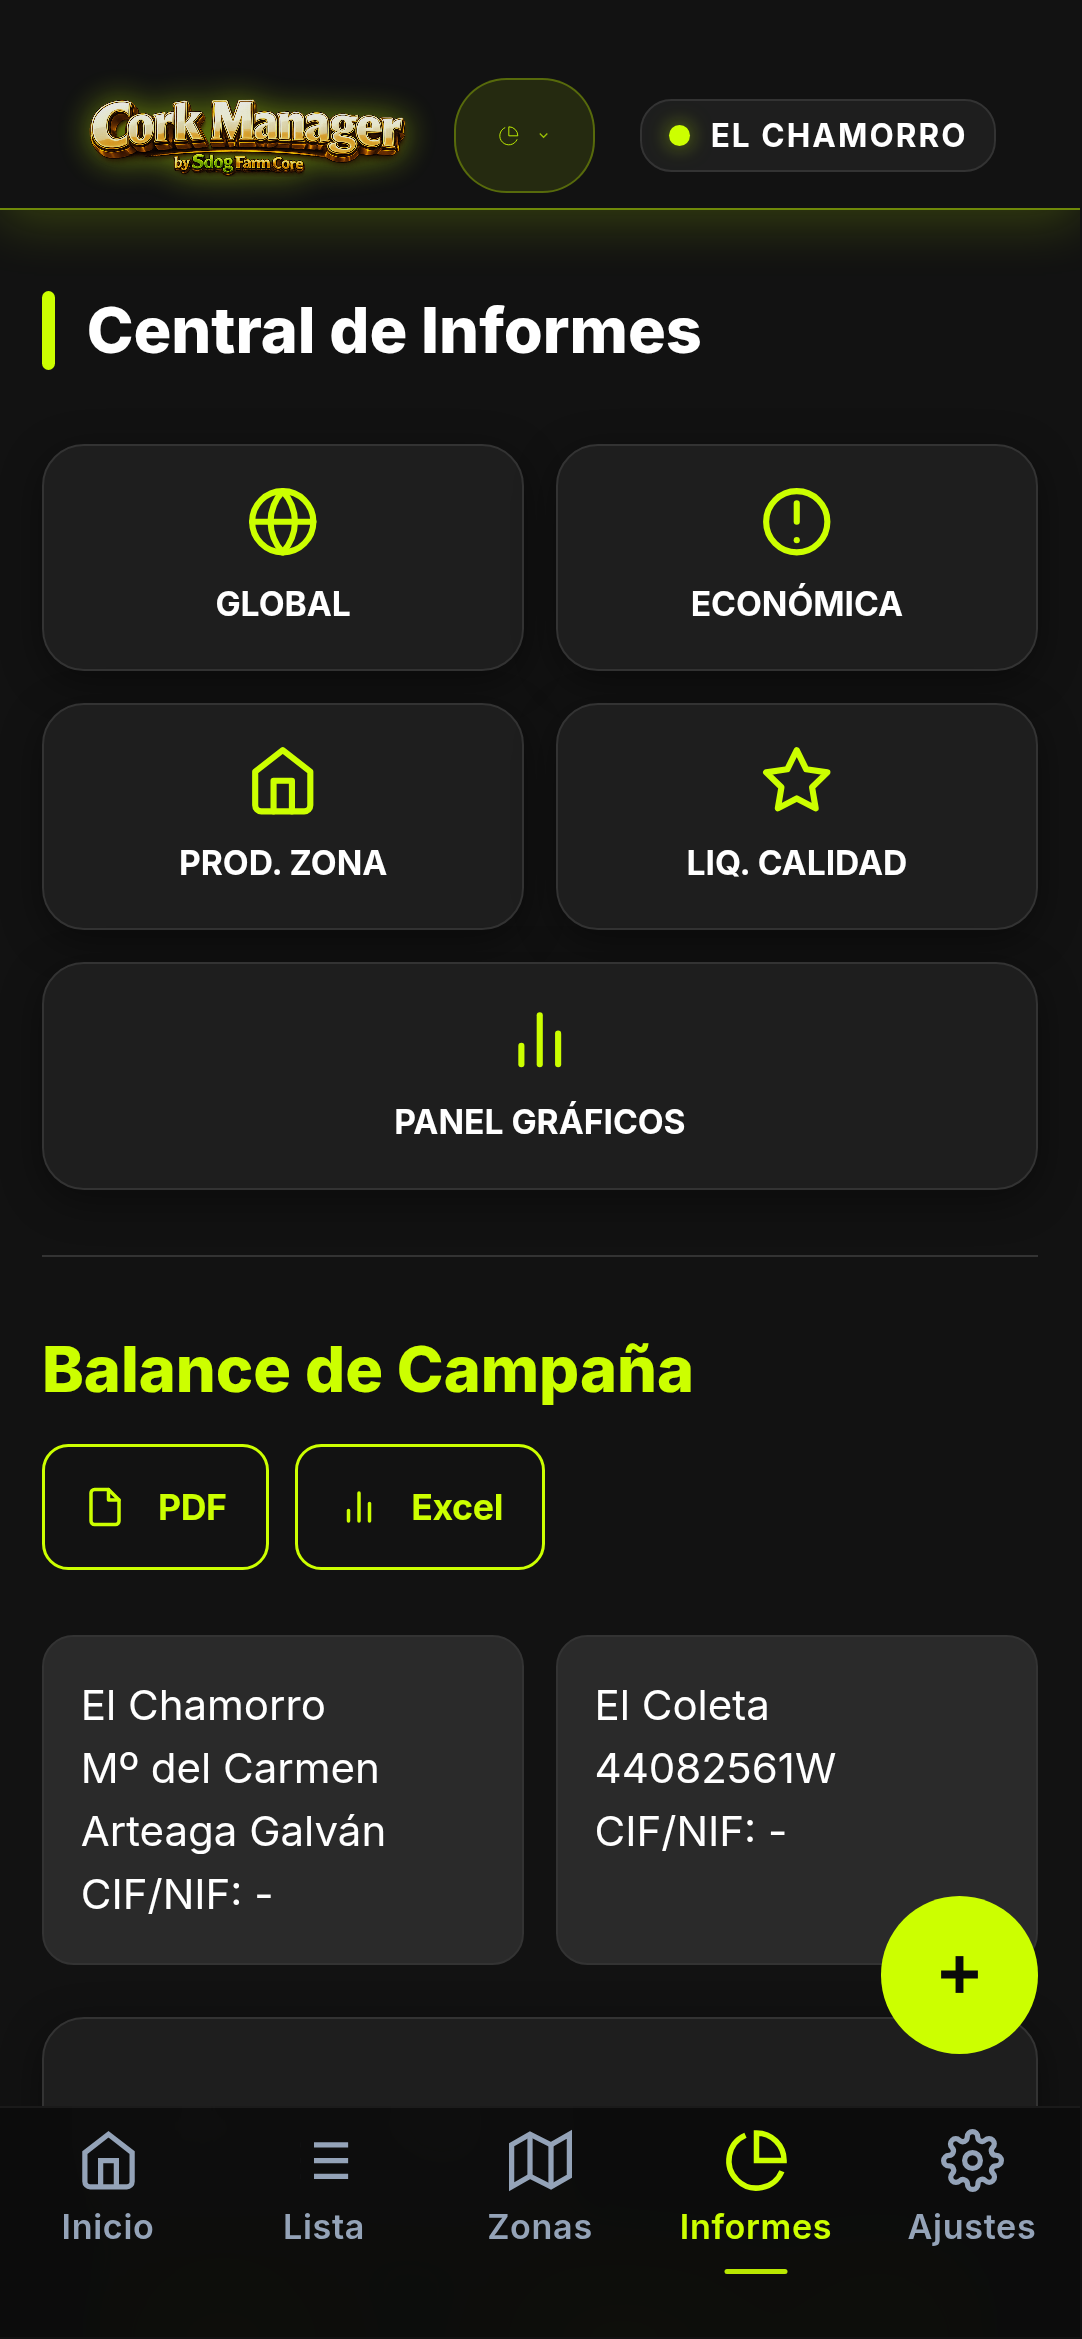 Cork Manager
by Sdog Farm Core
EL CHAMORRO
Central de Informes
GLOBAL
ECONÓMICA
PROD. ZONA
LIQ. CALIDAD
PANEL GRÁFICOS
Balance de Campaña
PDF
Excel
El Chamorro
Mº del Carmen
Arteaga Galván
CIF/NIF: -
El Coleta
44082561W
CIF/NIF: -
+
Inicio
Lista
Zonas
Informes
Ajustes